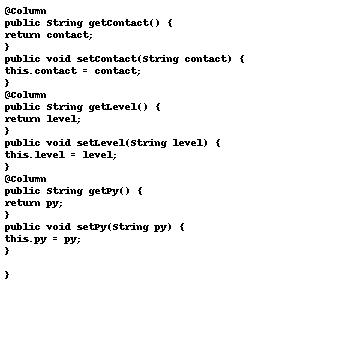 @Column
public String getContact() {
return contact;
}
public void setContact(String contact) {
this.contact = contact;
}
@Column
public String getLevel() {
return level;
}
public void setLevel(String level) {
this.level = level;
}
@Column
public String getPy() {
return py;
}
public void setPy(String py) {
this.py = py;
}
}